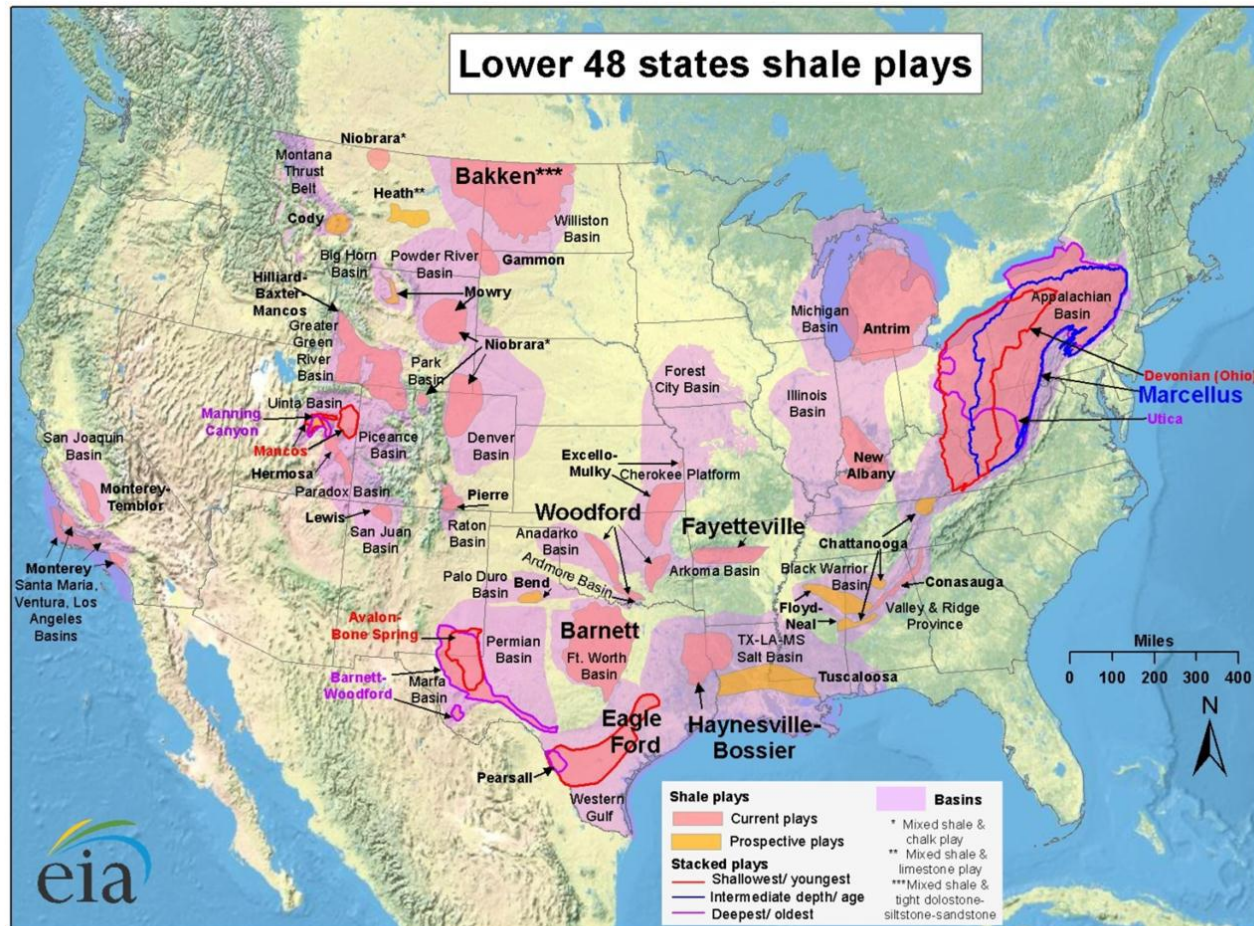 Lower 48 states shale plays
Niobrara*
Montana
Thrust
Belt
Bakken***
Heath**
Cody
Williston
Basin
Big Horn
Basin
Powder River
Basin
Gammon
Hilliard-
Baxter-
Mancos
Mowry
Greater
Green
River
Basin
Niobrara*
Park
Basin
Michigan
Basin
Antrim
Appalachian
Basin
Forest
City Basin
Illinois
Basin
Devonian (Ohio)
Marcellus
Utica
Uinta Basin
Manning
Canyon
Mancos
Piceance
Basin
Denver
Basin
San Joaquin
Basin
Hermosa
Paradox Basin
Excello-
Mulky
Cherokee Platform
New
Albany
Monterey-
Temblor
Lewis
San Juan
Basin
Pierre
Raton
Basin
Woodford
Anadarko
Basin
Fayetteville
Arkoma Basin
Chattanooga
Monterey
Santa Maria,
Ventura, Los
Angeles
Basins
Palo Duro
Basin
Bend
Ardmore Basin
Black Warrior
Basin
Conasauga
Floyd-
Neal
Valley & Ridge
Province
Avalon-
Bone Spring
Permian
Basin
Barnett
Ft. Worth
Basin
TX-LA-MS
Salt Basin
Tuscaloosa
Barnett-
Woodford
Marfa
Basin
Eagle
Ford
Haynesville-
Bossier
Pearsall
Western
Gulf
Miles
0 100 200 300 400
N
Shale plays
Current plays
Prospective plays
Stacked plays
Shallowest/ youngest
Intermediate depth/ age
Deepest/ oldest
Basins
* Mixed shale &
chalk play
** Mixed shale &
limestone play
***Mixed shale &
tight dolostone-
siltstone-sandstone
eia